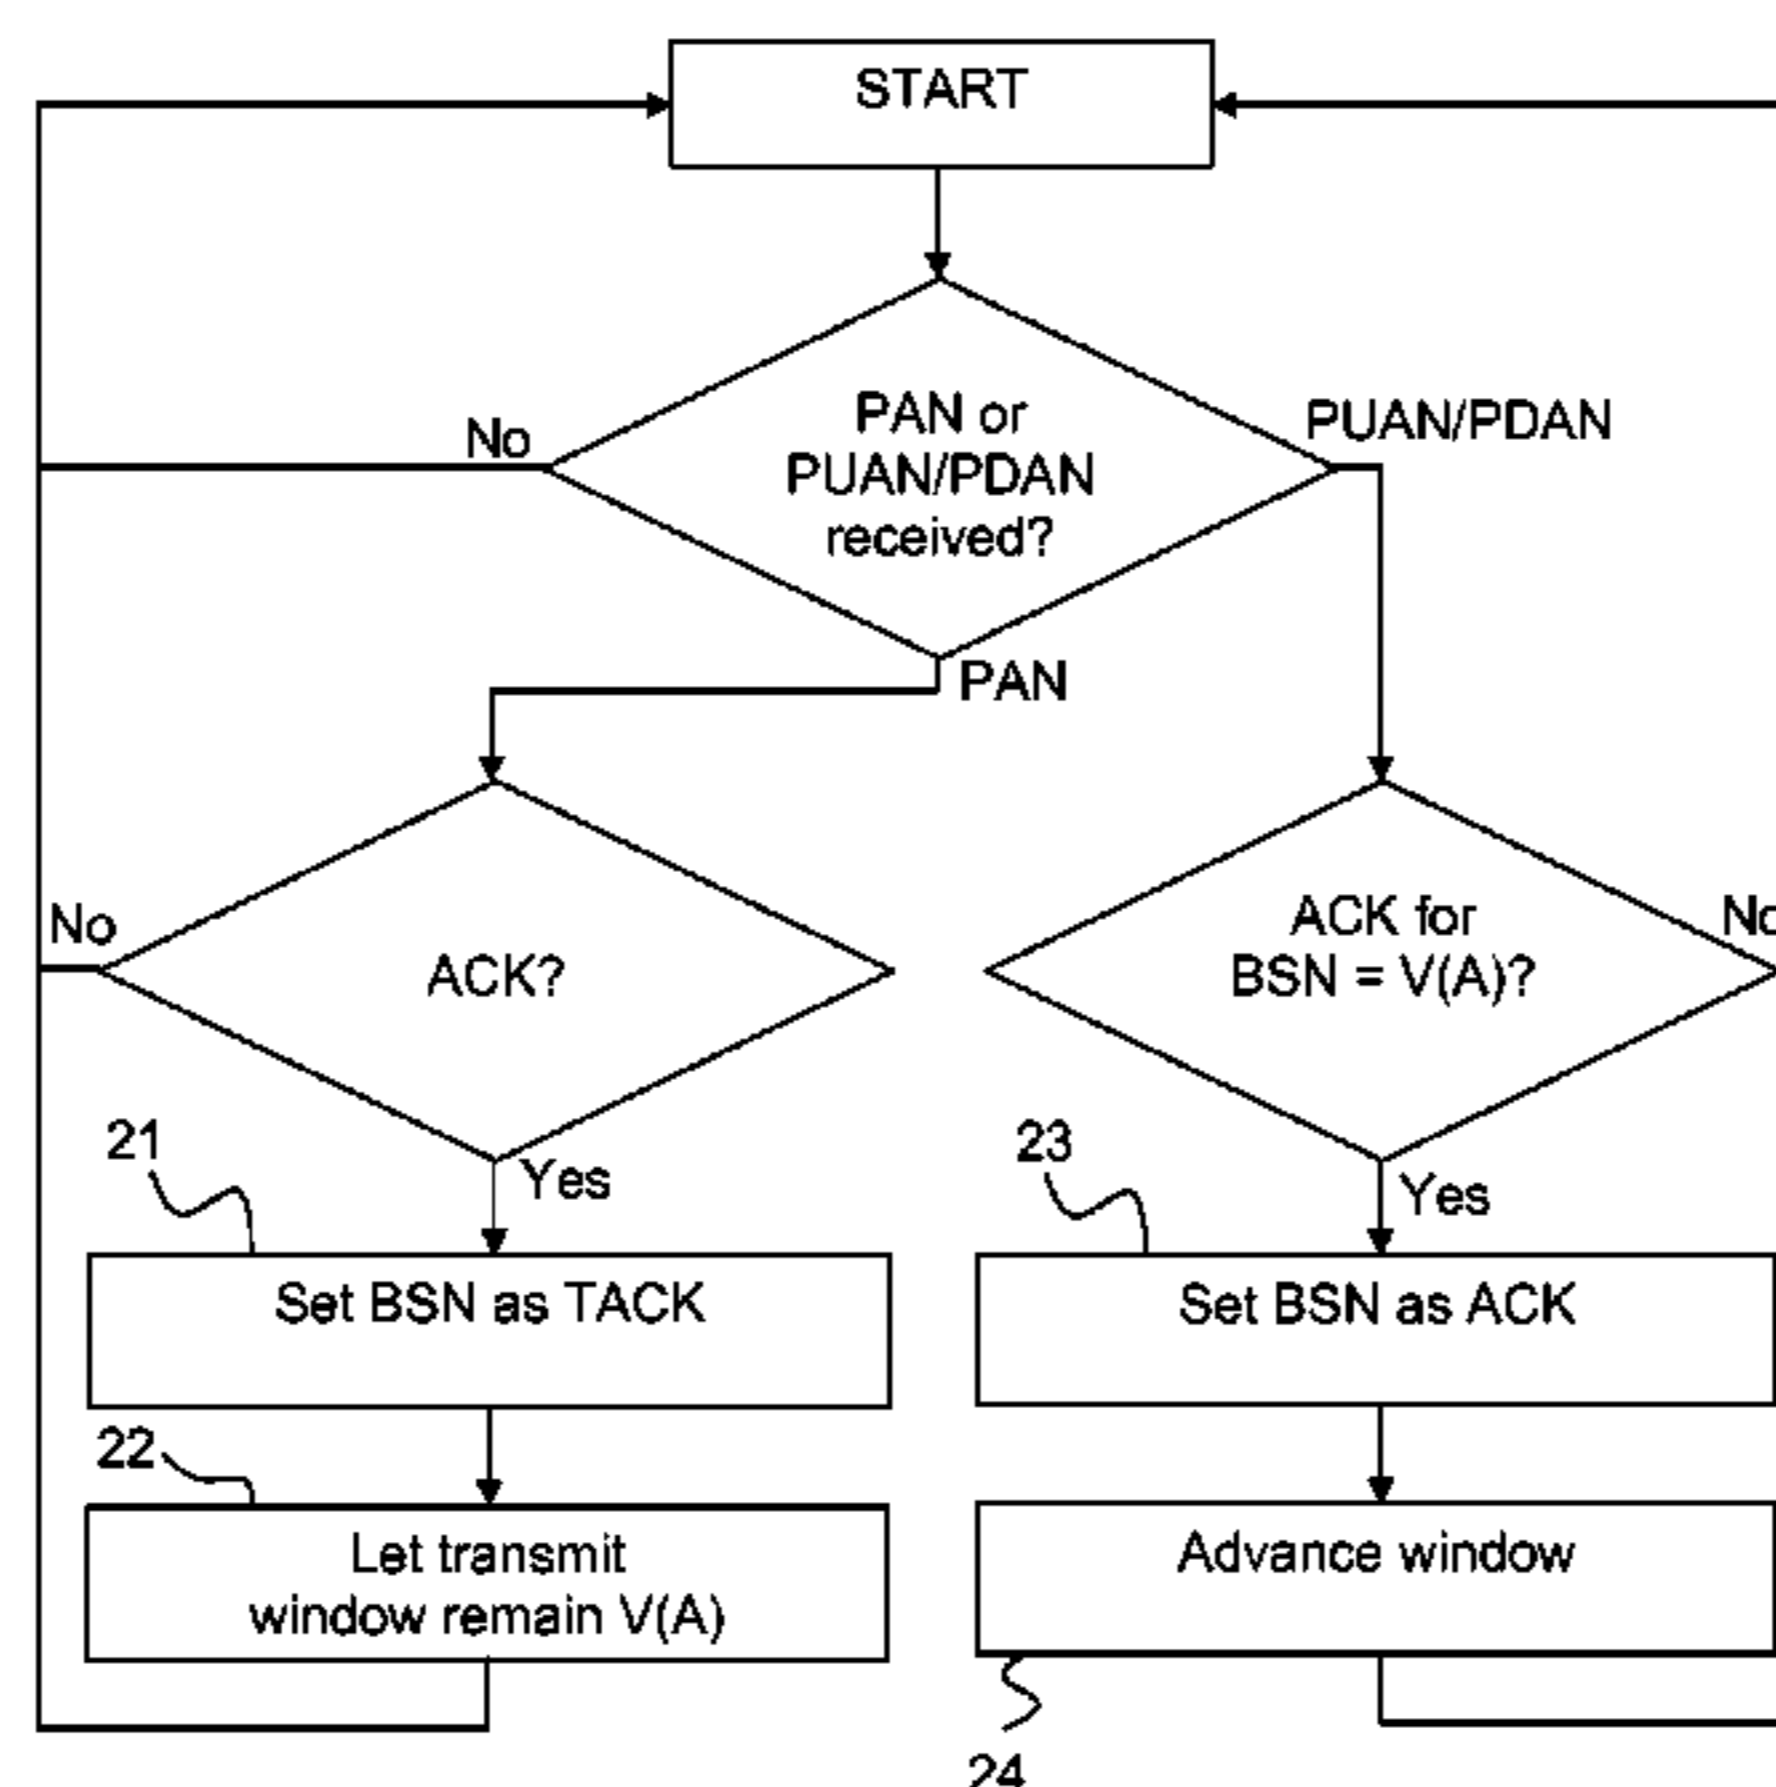 START
PAN or
PUAN/PDAN
received?
No
PUAN/PDAN
PAN
ACK?
No
ACK for
BSN = V(A)?
No
21
Yes
23
Yes
Set BSN as TACK
Set BSN as ACK
22
Let transmit
window remain V(A)
Advance window
24